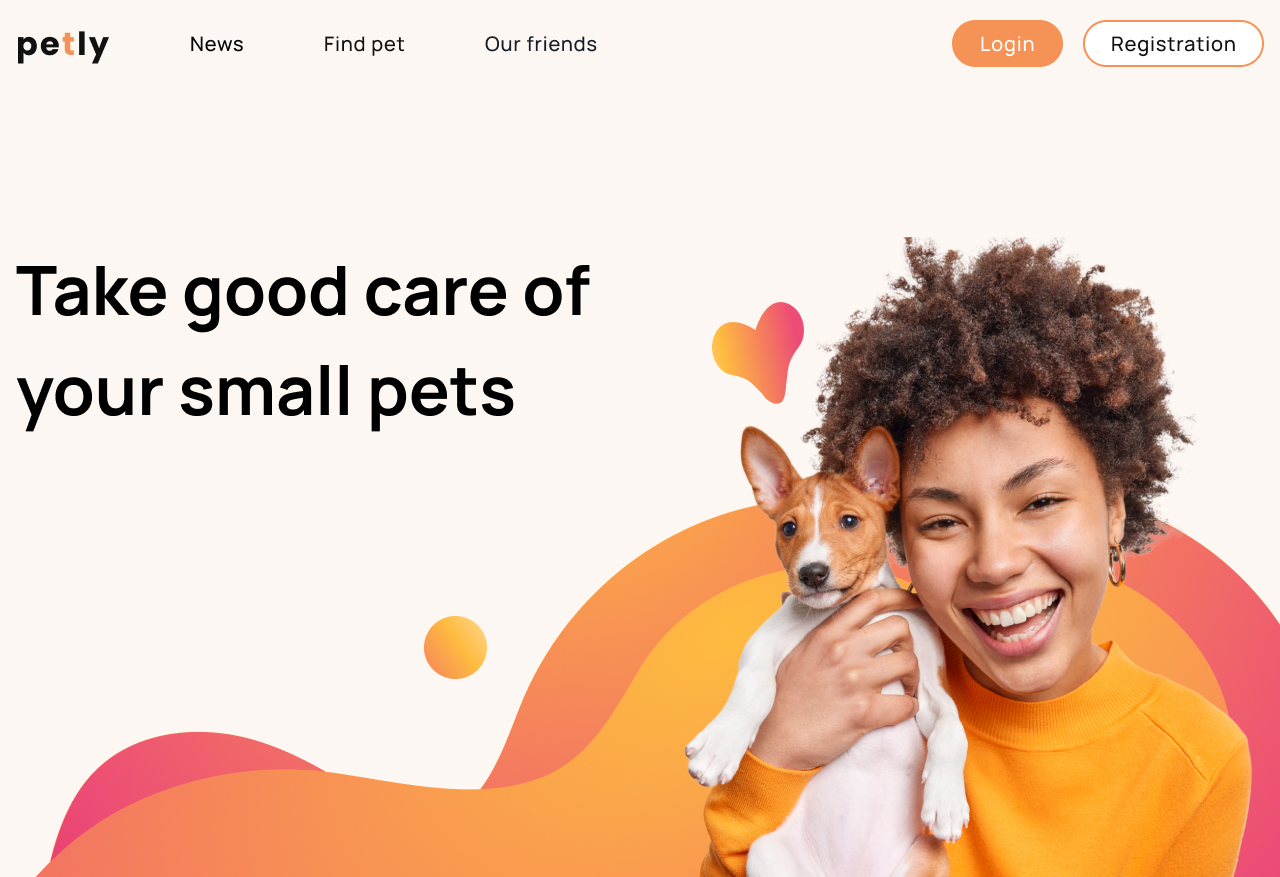 petly
News
Find pet
Our friends
Login
Registration
Take good care of
your small pets